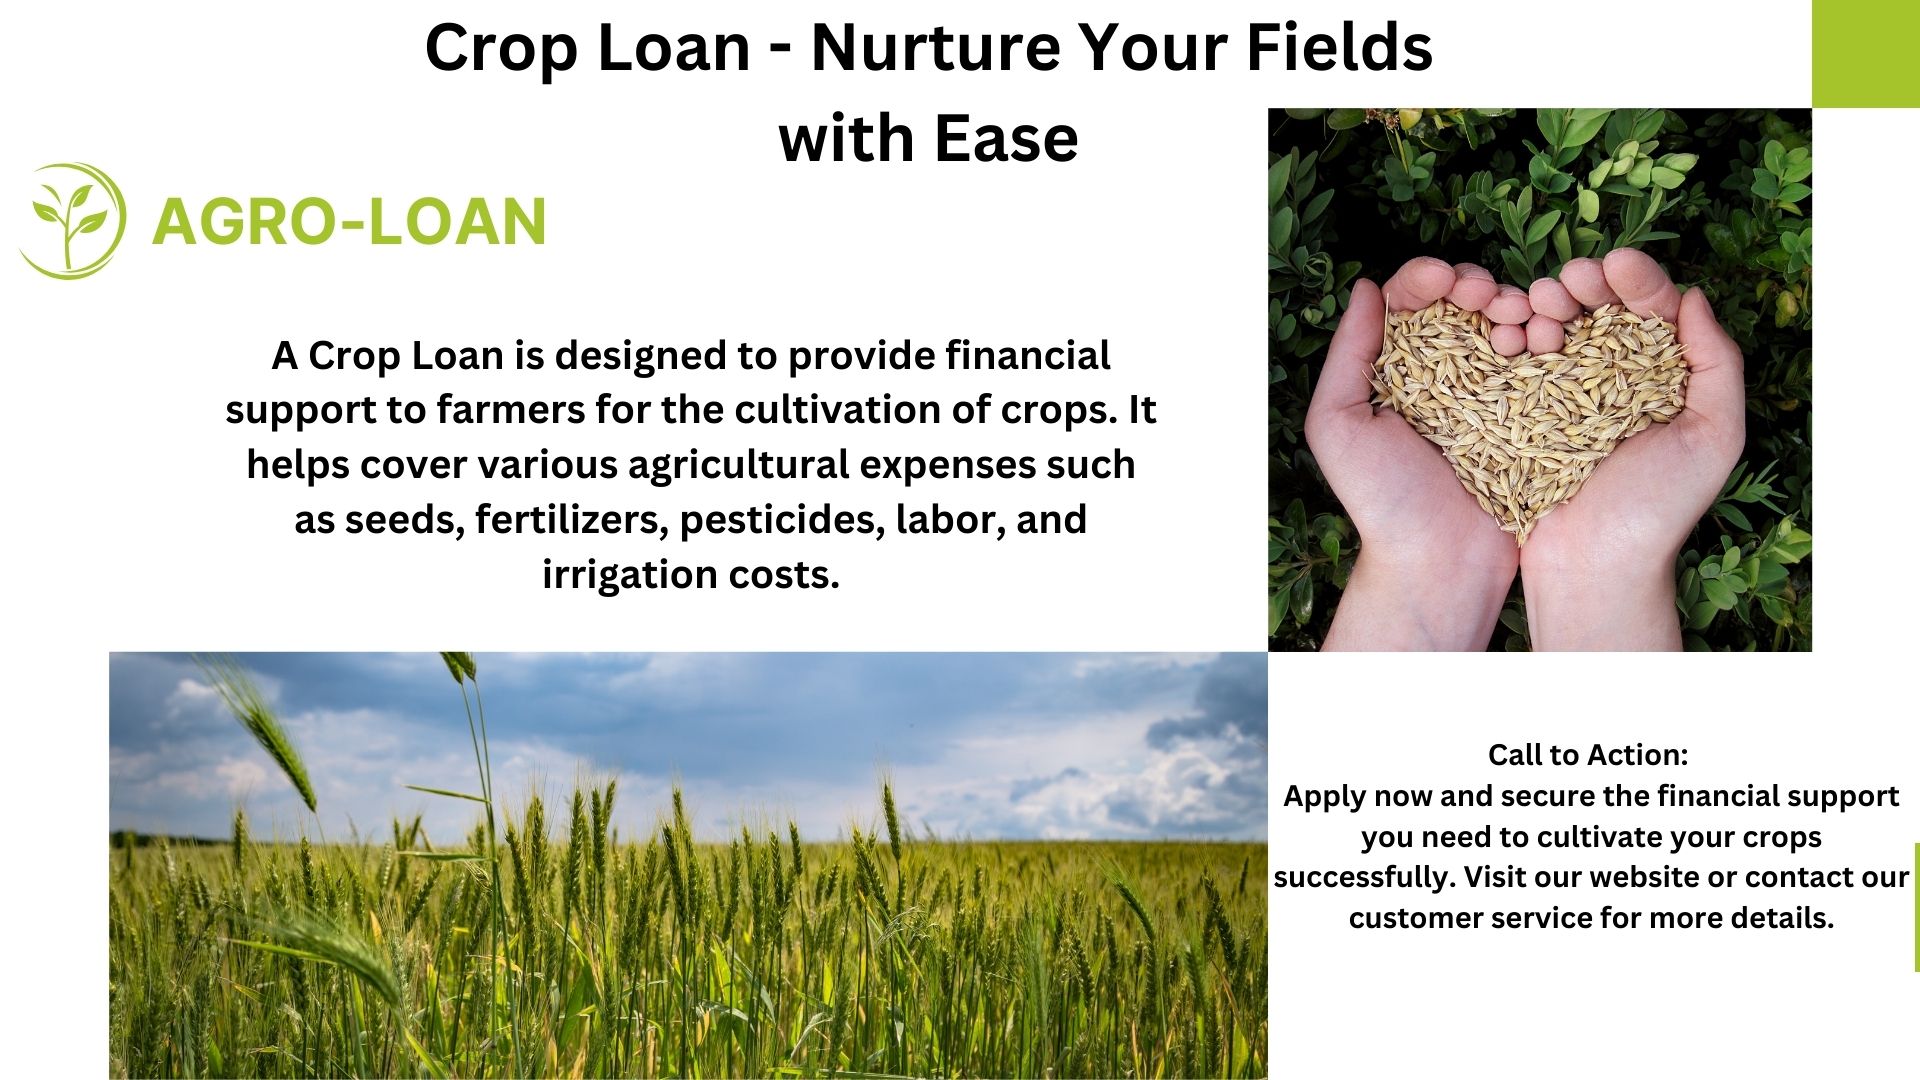 Crop Loan - Nurture Your Fields
with Ease
AGRO-LOAN
A Crop Loan is designed to provide financial
support to farmers for the cultivation of crops. It
helps cover various agricultural expenses such
as seeds, fertilizers, pesticides, labor, and
irrigation costs.
Call to Action:
Apply now and secure the financial support
you need to cultivate your crops
successfully. Visit our website or contact our
customer service for more details.